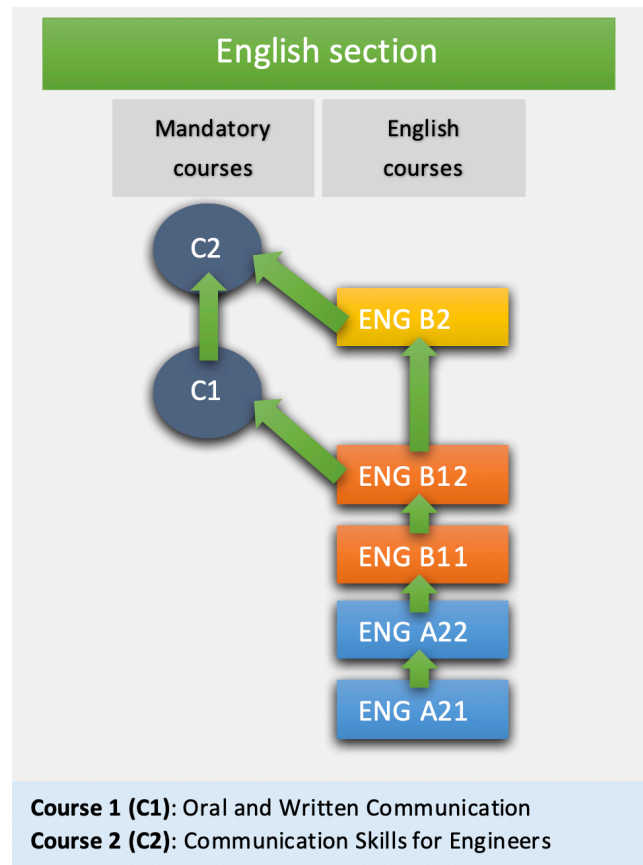 English section
Mandatory
courses
English
courses
C2
ENG B2
C1
ENG B12
ENG B11
ENG A22
ENG A21
Course 1 (C1): Oral and Written Communication
Course 2 (C2): Communication Skills for Engineers